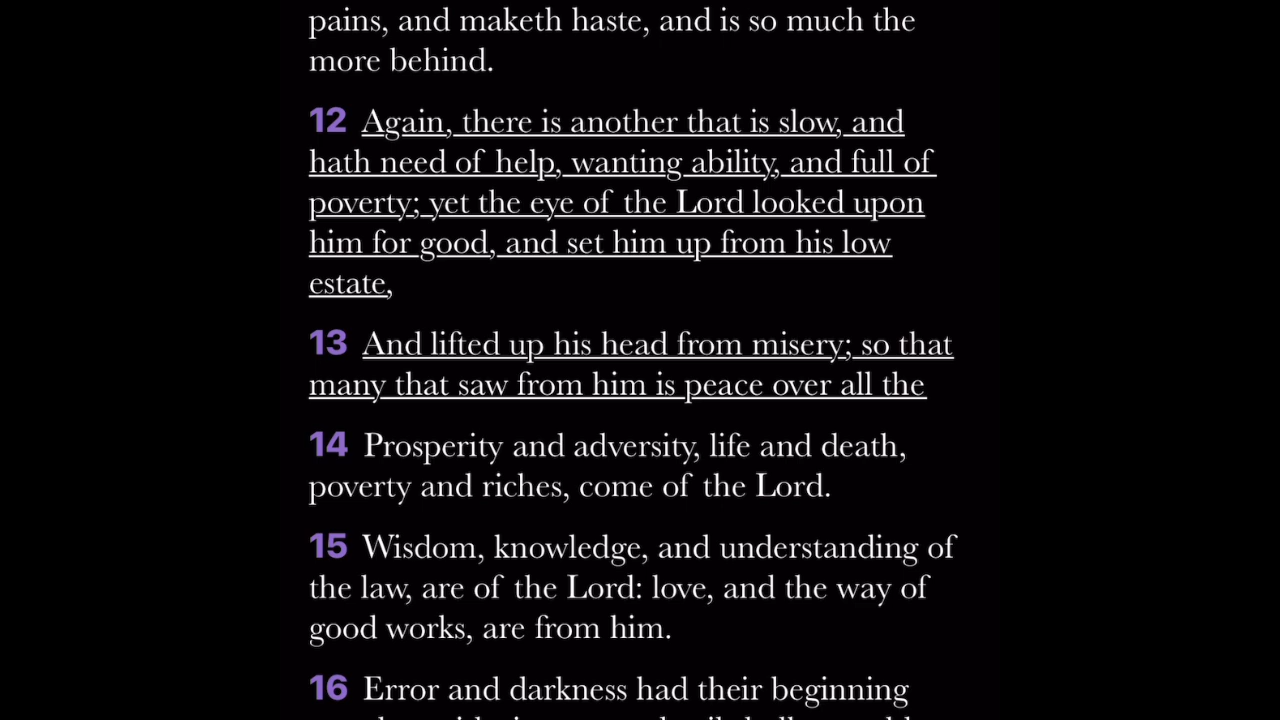 pains, and maketh haste, and is so much the
more behind.
12 Again, there is another that is slow, and
hath need of help, wanting ability, and full of
poverty; yet the eye of the Lord looked upon
him for good, and set him up from his low
estate,
13 And lifted up his head from misery; so that
many that saw from him is peace over all the
14 Prosperity and adversity, life and death,
poverty and riches, come of the Lord.
15 Wisdom, knowledge, and understanding of
the law, are of the Lord: love, and the way of
good works, are from him.
16 Error and darkness had their beginning